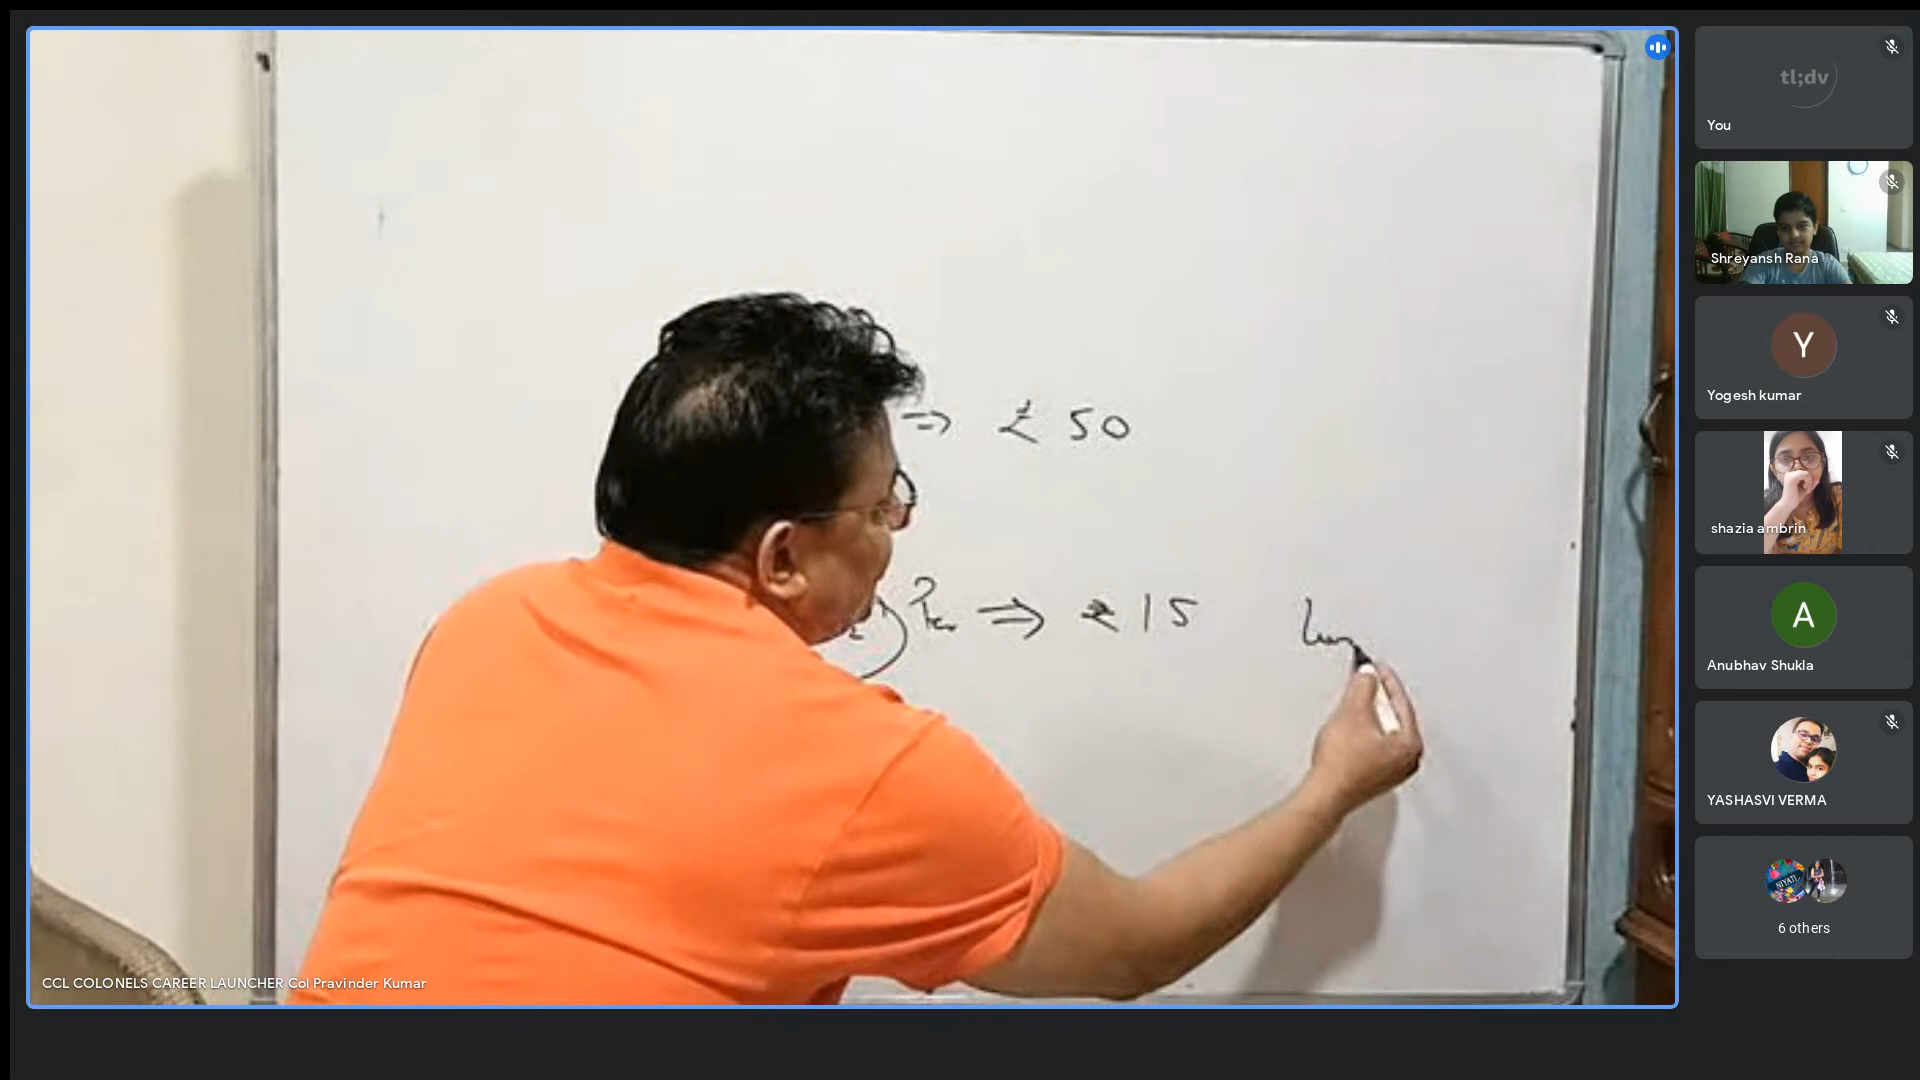 tl;dv
You
Shreyansh Rana
Y
Yogesh kumar
shazia ambrin
A
Anubhav Shukla
YASHASVI VERMA
NIYATI
6 others
⇒ ₹ 50
⇒ ₹ 15
CCL COLONELS CAREER LAUNCHER Col Pravinder Kumar